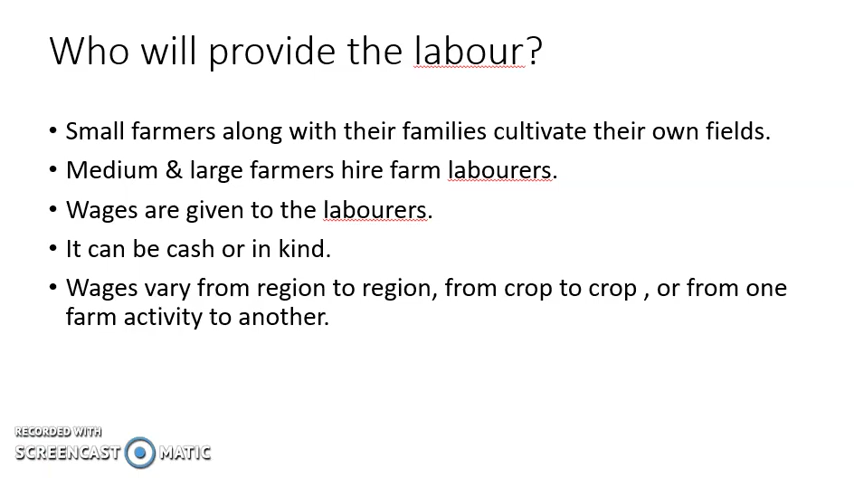 Who will provide the labour?
• Small farmers along with their families cultivate their own fields.
• Medium & large farmers hire farm labourers.
• Wages are given to the labourers.
• It can be cash or in kind.
• Wages vary from region to region, from crop to crop , or from one
farm activity to another.
RECORDED WITH
SCREENCAST MATIC